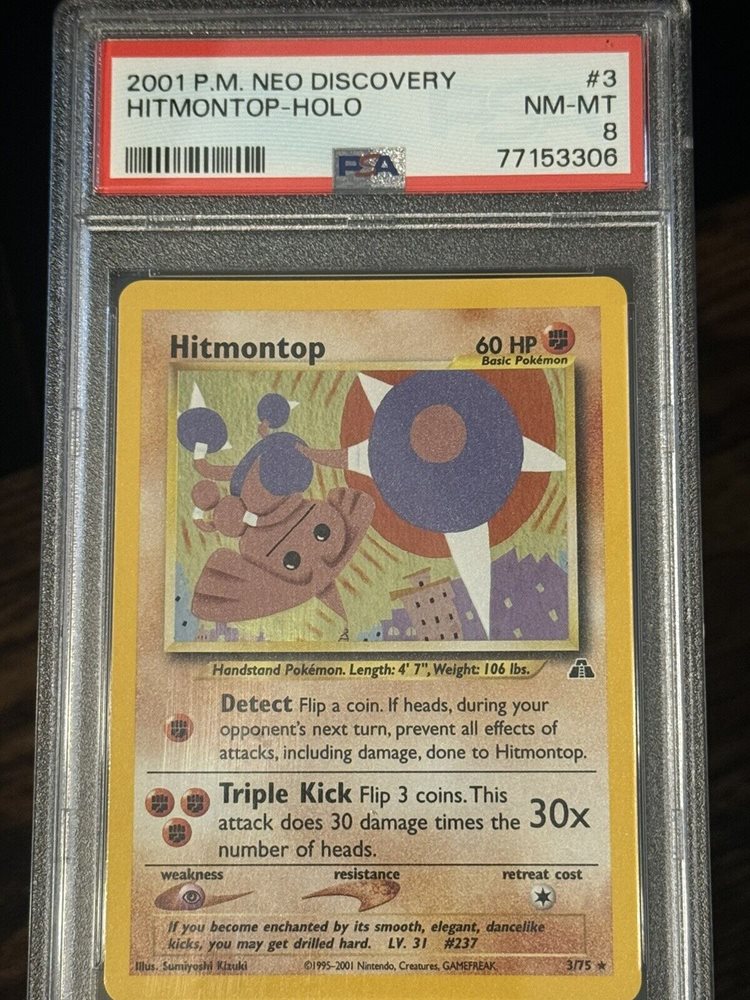 2001 P.M. NEO DISCOVERY #3
HITMONTOP-HOLO NM-MT
8
PSA 77153306
Hitmontop 60 HP
Basic Pokémon
Handstand Pokémon. Length: 4' 7", Weight: 106 lbs.
Detect Flip a coin. If heads, during your
opponent's next turn, prevent all effects of
attacks, including damage, done to Hitmontop.
Triple Kick Flip 3 coins. This
attack does 30 damage times the 30x
number of heads.
weakness resistance retreat cost
If you become enchanted by its smooth, elegant, dancelike
kicks, you may get drilled hard. LV. 31 #237
Illus. Sumiyoshi Kizuki ©1995-2001 Nintendo, Creatures, GAMEFREAK. 3/75 ★